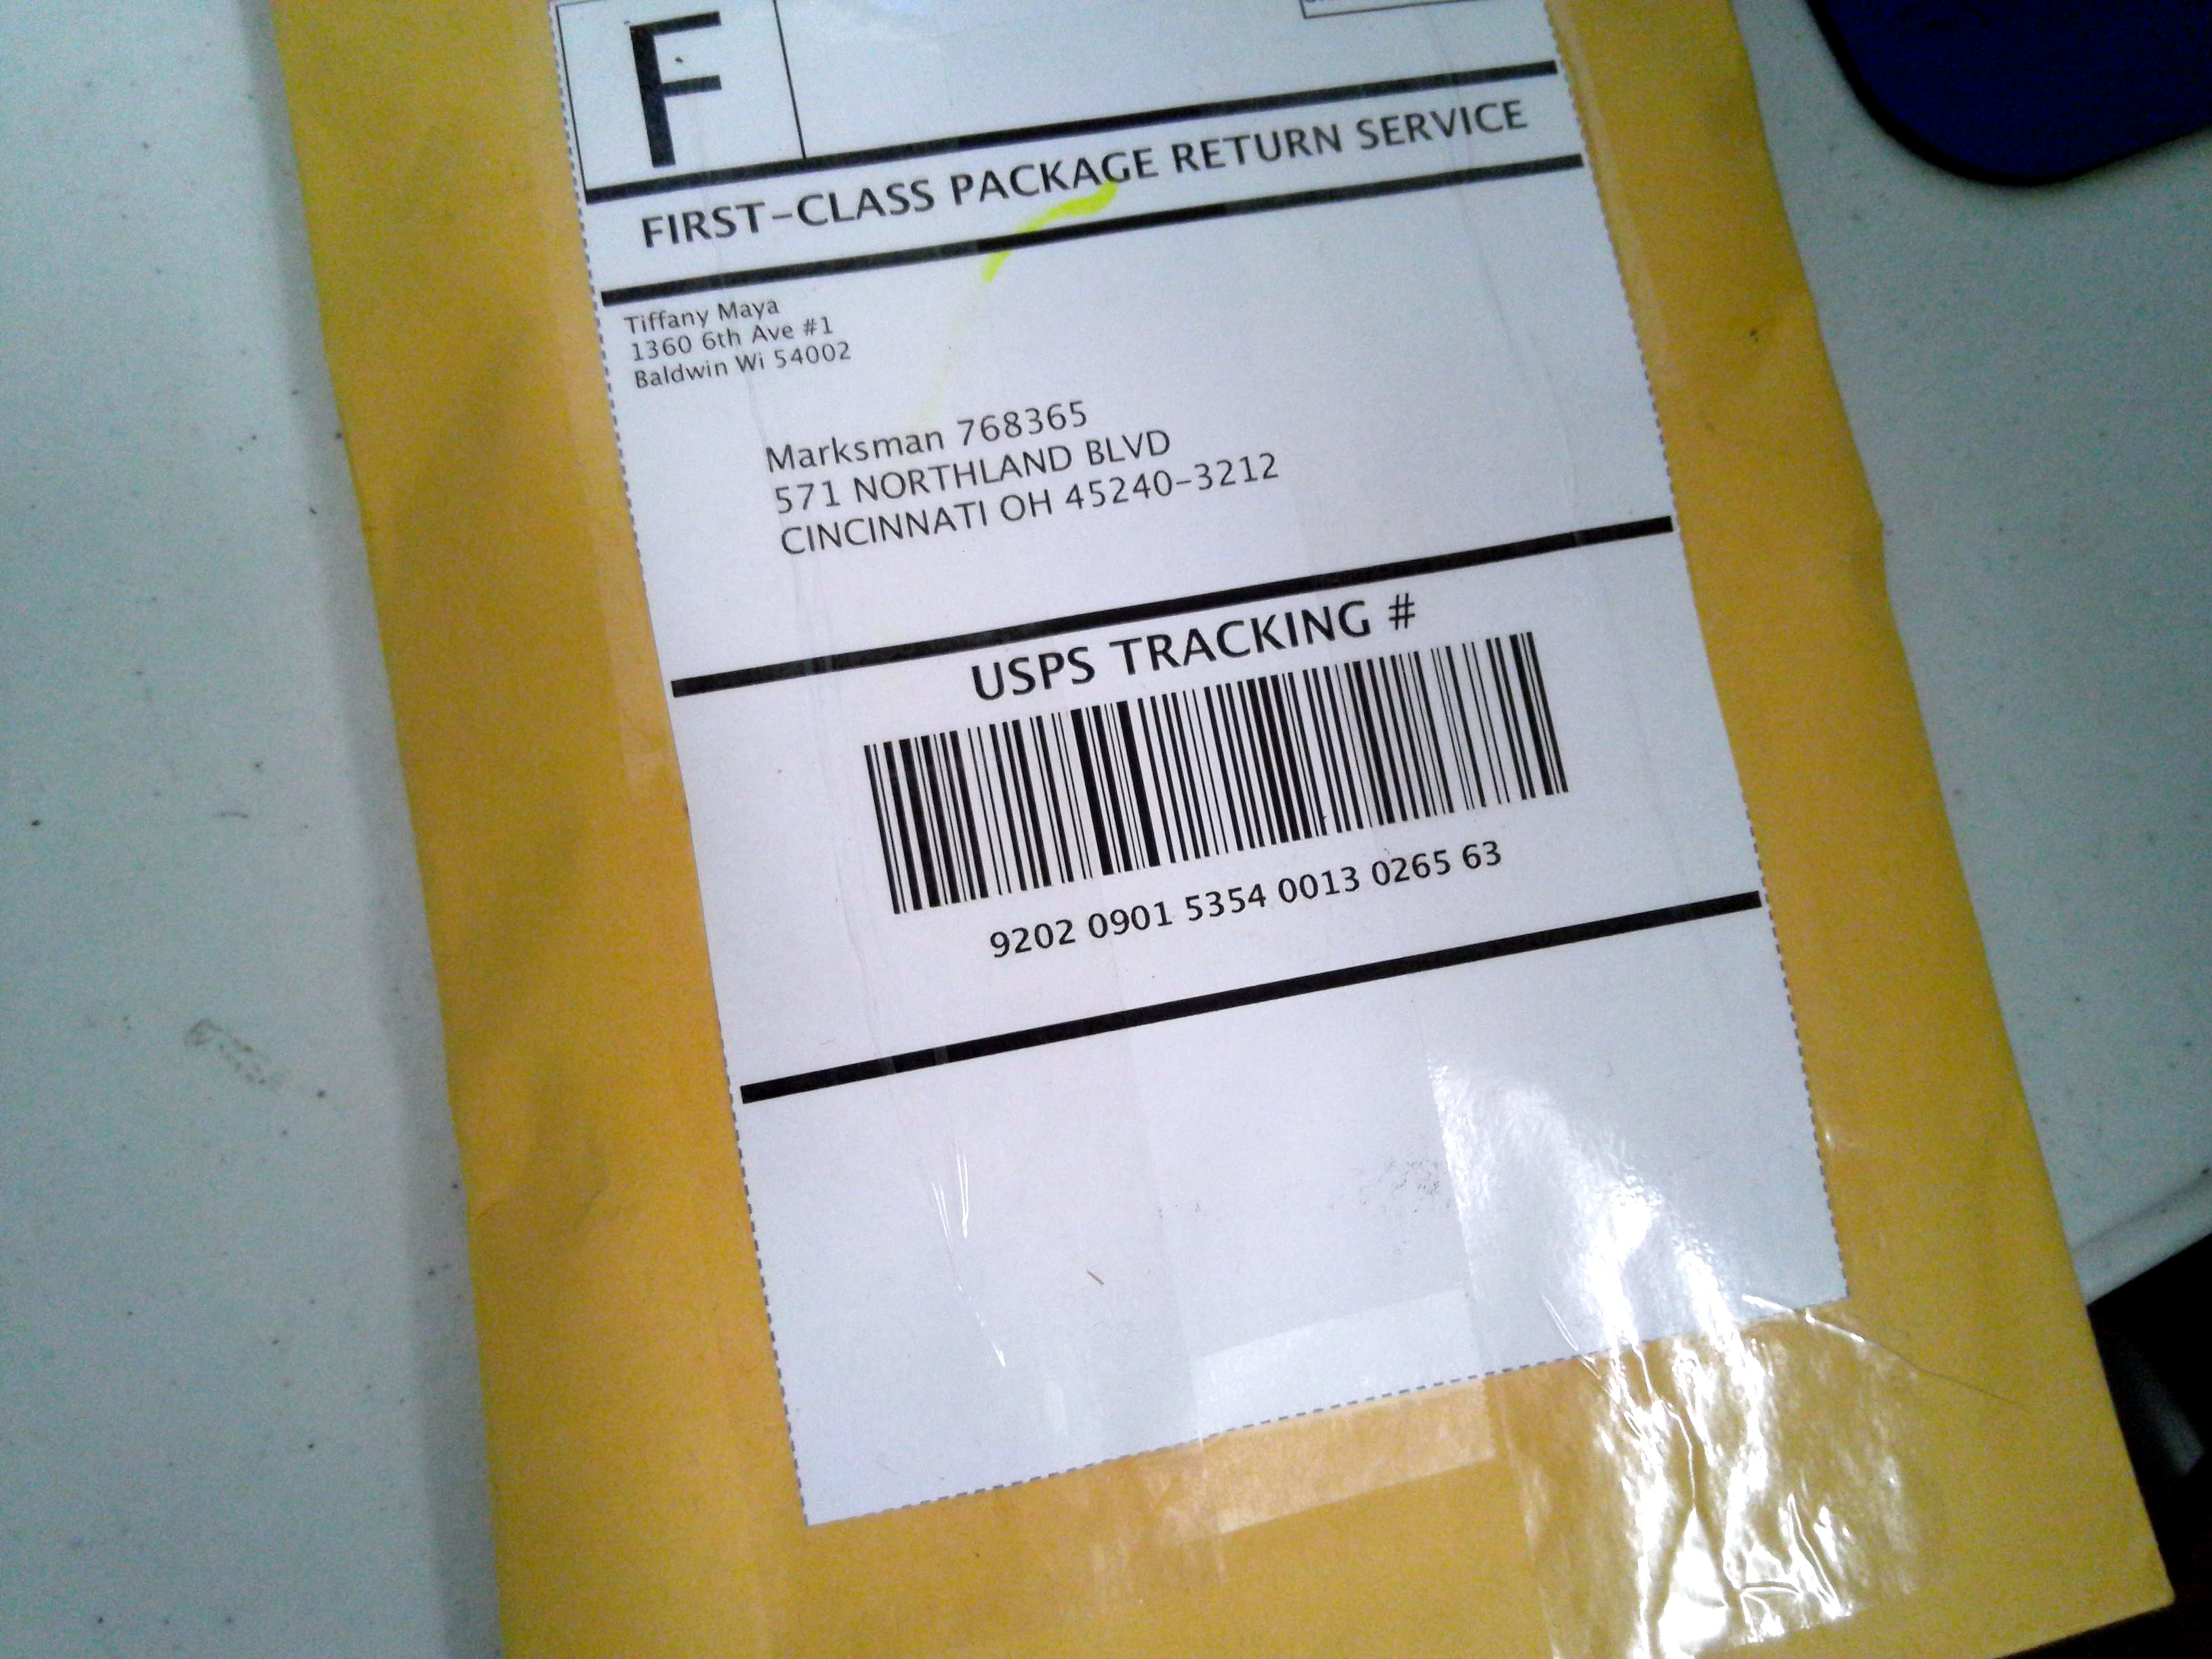 F
FIRST-CLASS PACKAGE RETURN SERVICE
Tiffany Maya
1360 6th Ave #1
Baldwin Wi 54002
Marksman 768365
571 NORTHLAND BLVD
CINCINNATI OH 45240-3212
USPS TRACKING #
9202 0901 5354 0013 0265 63